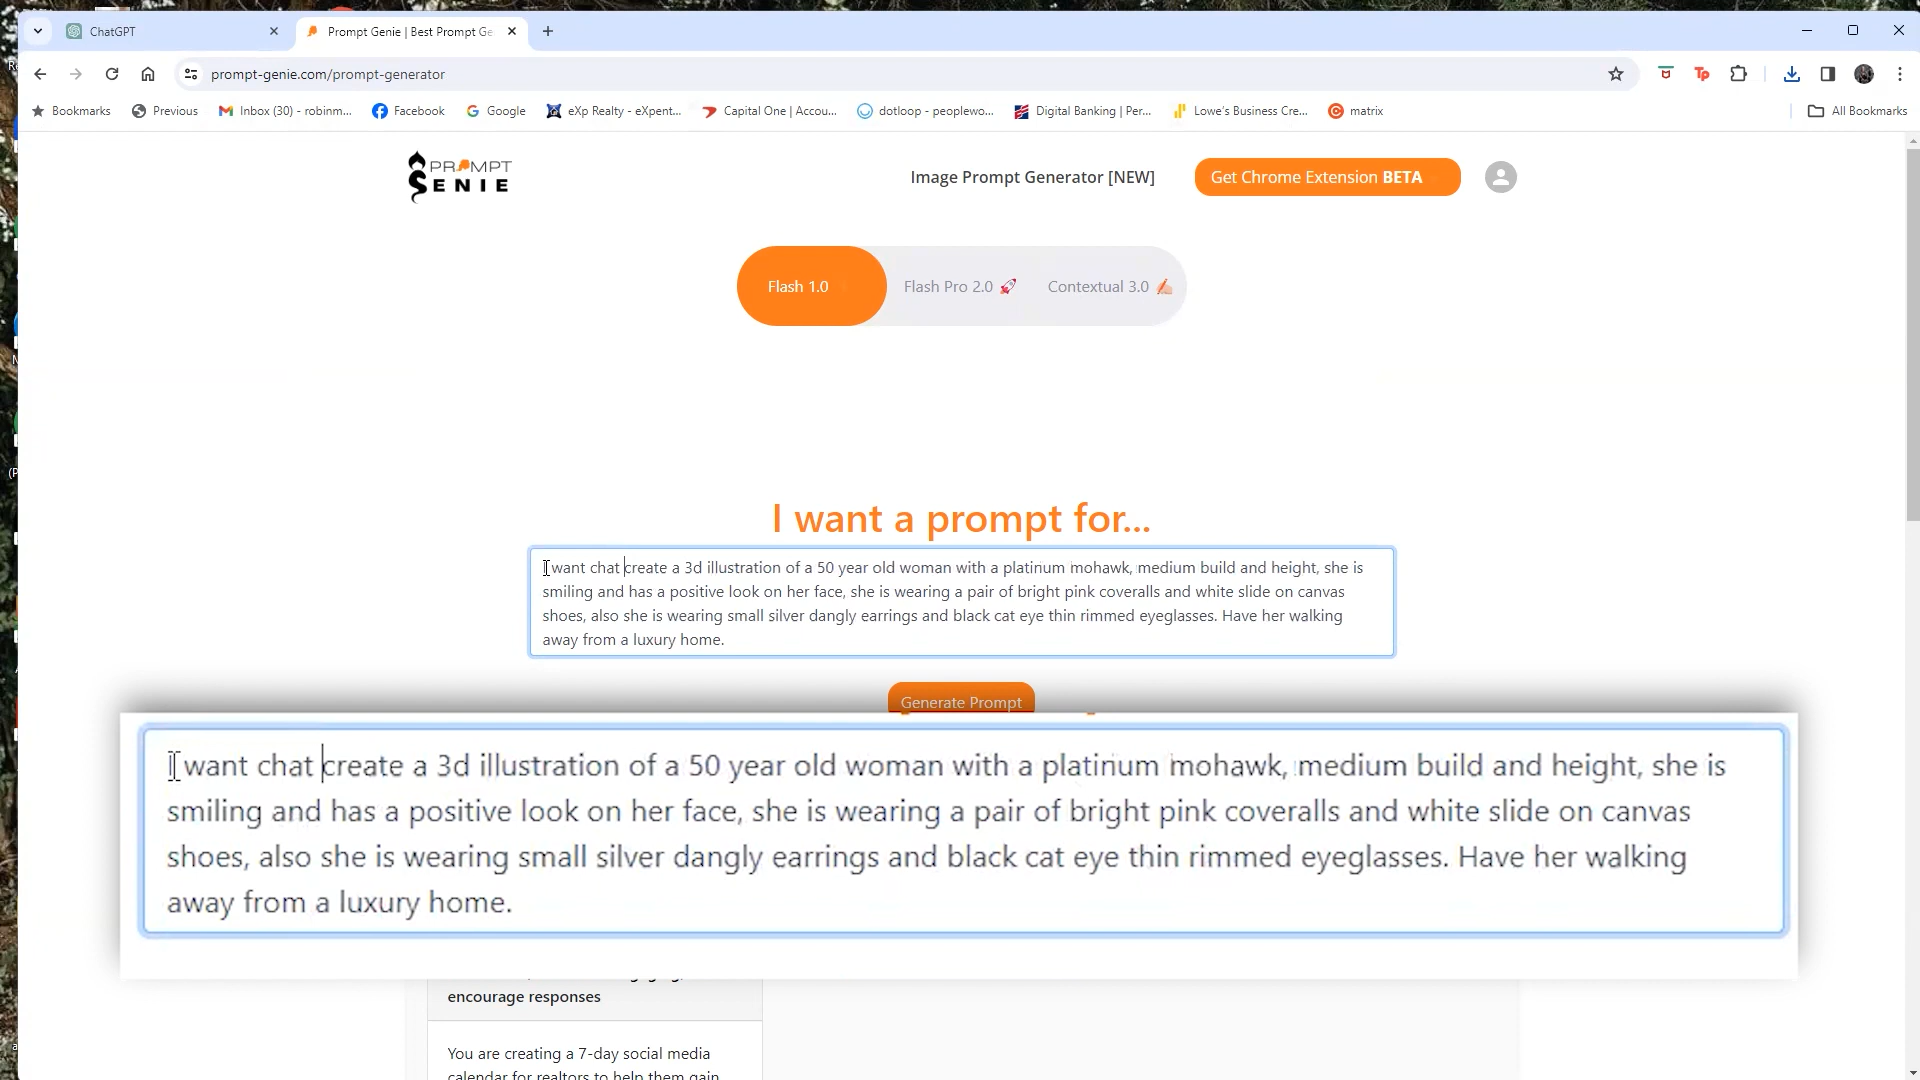 ChatGPT
Prompt Genie | Best Prompt Ge
prompt-genie.com/prompt-generator
Tp
Bookmarks
Previous
Inbox (30) - robinm...
Facebook
Google
eXp Realty - eXpent...
Capital One | Accou...
dotloop - peoplewo...
Digital Banking | Per...
Lowe's Business Cre...
matrix
All Bookmarks
PROMPT
GENIE
Image Prompt Generator [NEW]
Get Chrome Extension BETA
Flash 1.0
Flash Pro 2.0 🚀
Contextual 3.0 ✍🏻
I want a prompt for...
I want chat create a 3d illustration of a 50 year old woman with a platinum mohawk, medium build and height, she is
smiling and has a positive look on her face, she is wearing a pair of bright pink coveralls and white slide on canvas
shoes, also she is wearing small silver dangly earrings and black cat eye thin rimmed eyeglasses. Have her walking
away from a luxury home.
Generate Prompt
I want chat create a 3d illustration of a 50 year old woman with a platinum mohawk, medium build and height, she is
smiling and has a positive look on her face, she is wearing a pair of bright pink coveralls and white slide on canvas
shoes, also she is wearing small silver dangly earrings and black cat eye thin rimmed eyeglasses. Have her walking
away from a luxury home.
encourage responses
You are creating a 7-day social media
calendar for realtors to help them gain